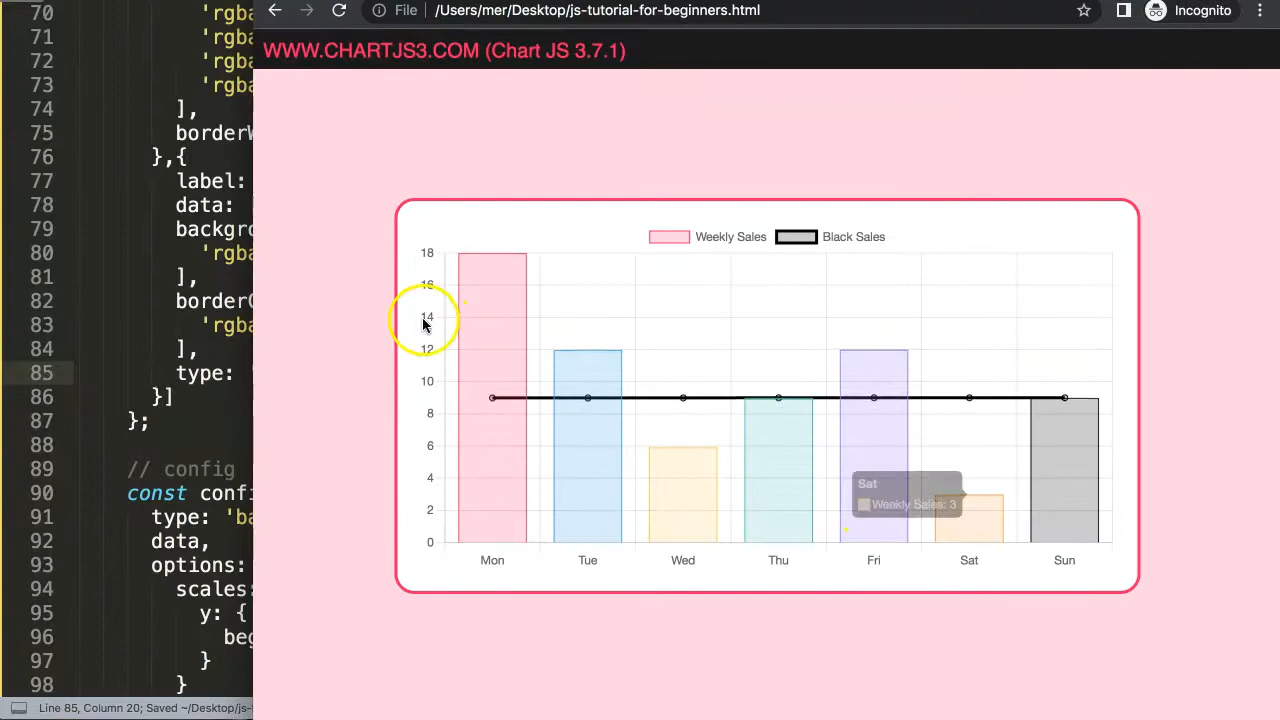 File /Users/mer/Desktop/js-tutorial-for-beginners.html Incognito
WWW.CHARTJS3.COM (Chart JS 3.7.1)
70 'rgba
71 'rgba
72 'rgba
73 'rgba
74 ],
75 borderW
76 },{
77 label:
78 data:
79 backgro
80 'rgba
81 ],
82 borderC
83 'rgba
84 ],
85 type: '
86 }]
87 };
88
89 // config
90 const confi
91 type: 'ba
92 data,
93 options:
94 scales:
95 y: {
96 beg
97 }
98 }
Line 85, Column 20; Saved ~/Desktop/js-
Weekly Sales Black Sales
18
16
14
12
10
8
6
4
2
0
Sat
Weekly Sales: 3
Mon Tue Wed Thu Fri Sat Sun